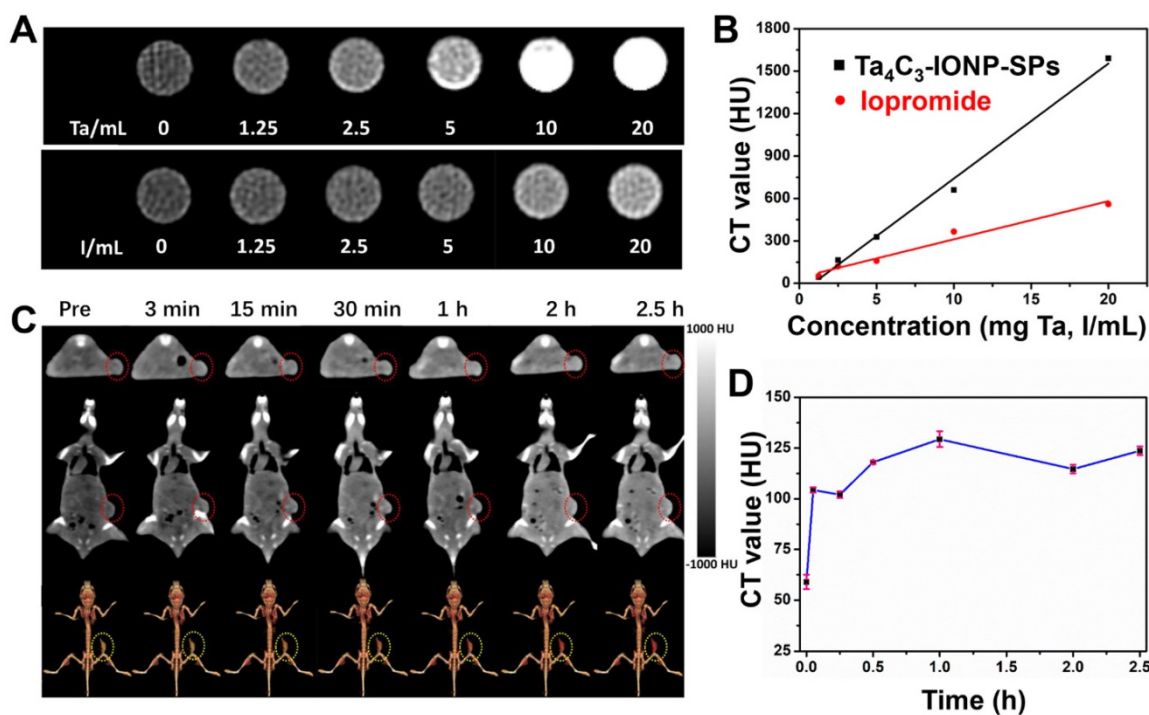 A
Ta/mL 0 1.25 2.5 5 10 20
I/mL 0 1.25 2.5 5 10 20
B
CT value (HU)
1800
1500
1200
900
600
300
0
Ta₄C₃-IONP-SPs
Iopromide
0 5 10 15 20
Concentration (mg Ta, I/mL)
C
Pre 3 min 15 min 30 min 1 h 2 h 2.5 h
1000 HU
-1000 HU
D
CT value (HU)
150
125
100
75
50
25
0.0 0.5 1.0 2.0 2.5
Time (h)